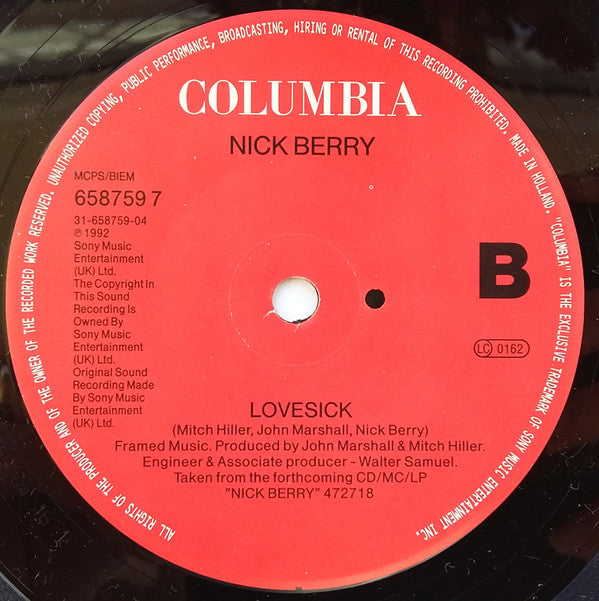 ALL RIGHTS OF THE PRODUCER AND OF THE OWNER OF THE RECORDED WORK RESERVED. UNAUTHORIZED COPYING, PUBLIC PERFORMANCE, BROADCASTING, HIRING OR RENTAL OF THIS RECORDING PROHIBITED. MADE IN HOLLAND. "COLUMBIA" IS THE EXCLUSIVE TRADEMARK OF SONY MUSIC ENTERTAINMENT INC.
COLUMBIA
NICK BERRY
MCPS/BIEM
658759 7
31-658759-04
℗ 1992
Sony Music
Entertainment
(UK) Ltd.
The Copyright In
This Sound
Recording Is
Owned By
Sony Music
Entertainment
(UK) Ltd.
Original Sound
Recording Made
By Sony Music
Entertainment
(UK) Ltd.
B
LC 0162
LOVESICK
(Mitch Hiller, John Marshall, Nick Berry)
Framed Music. Produced by John Marshall & Mitch Hiller.
Engineer & Associate producer - Walter Samuel.
Taken from the forthcoming CD/MC/LP
"NICK BERRY" 472718